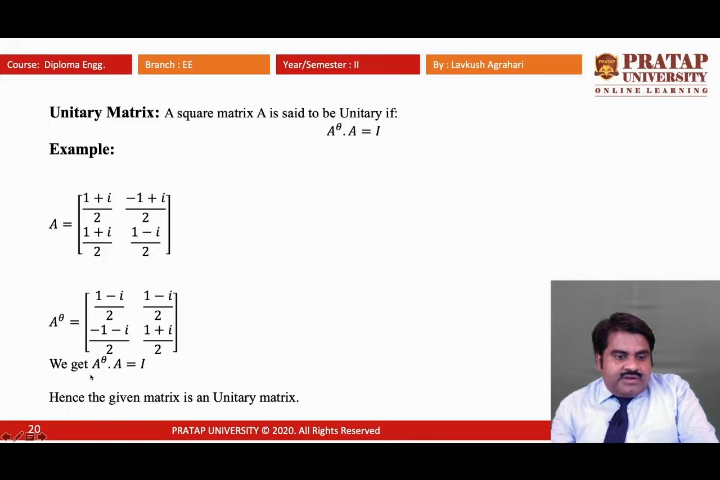 Course: Diploma Engg. Branch : EE Year/Semester : II By : Lavkush Agrahari
PRATAP
PRATAP
UNIVERSITY
ONLINE LEARNING
Unitary Matrix: A square matrix A is said to be Unitary if:
A^θ. A = I
Example:
A = [(1 + i)/2 (-1 + i)/2
(1 + i)/2 (1 - i)/2]
A^θ = [(1 - i)/2 (1 - i)/2
(-1 - i)/2 (1 + i)/2]
We get A^θ. A = I
Hence the given matrix is an Unitary matrix.
20 PRATAP UNIVERSITY © 2020. All Rights Reserved